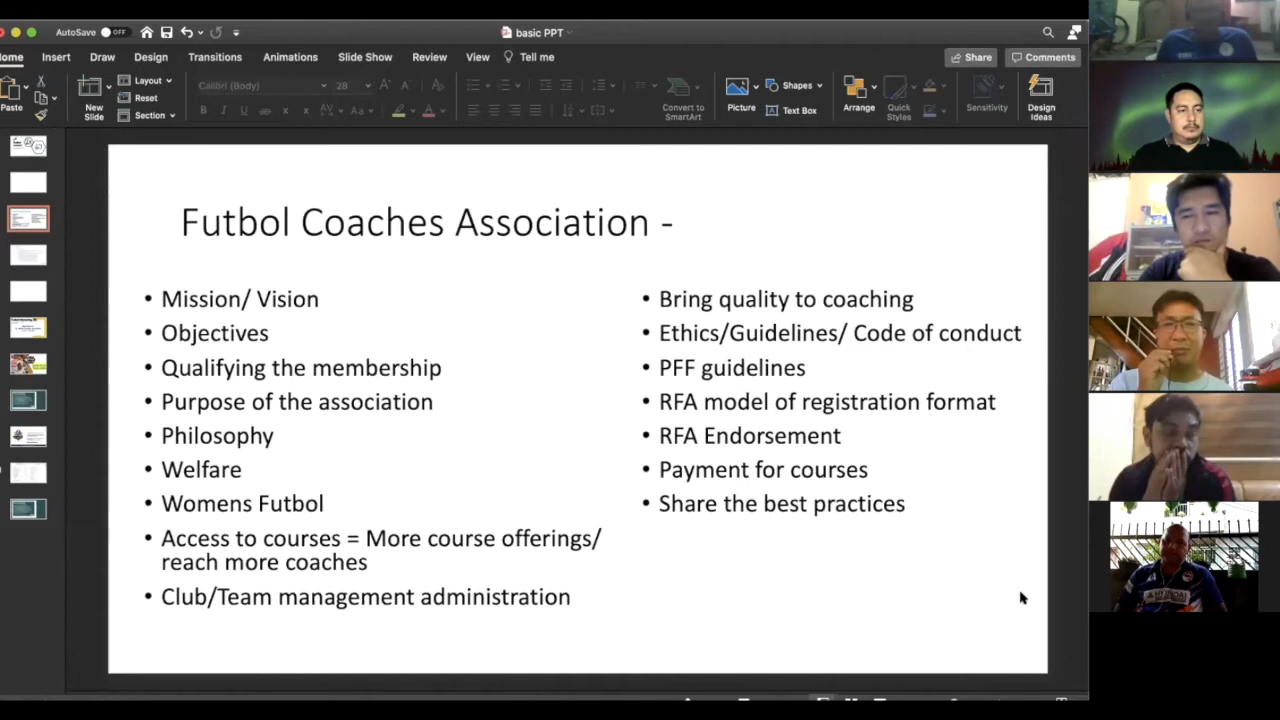 AutoSave OFF
basic PPT
Home Insert Draw Design Transitions Animations Slide Show Review View Tell me
Share Comments
Paste
New Slide
Layout
Reset
Section
Calibri (Body) 28
Convert to SmartArt
Picture
Shapes
Text Box
Arrange
Quick Styles
Sensitivity
Design Ideas
Futbol Coaches Association -
• Mission/ Vision
• Objectives
• Qualifying the membership
• Purpose of the association
• Philosophy
• Welfare
• Womens Futbol
• Access to courses = More course offerings/
reach more coaches
• Club/Team management administration
• Bring quality to coaching
• Ethics/Guidelines/ Code of conduct
• PFF guidelines
• RFA model of registration format
• RFA Endorsement
• Payment for courses
• Share the best practices